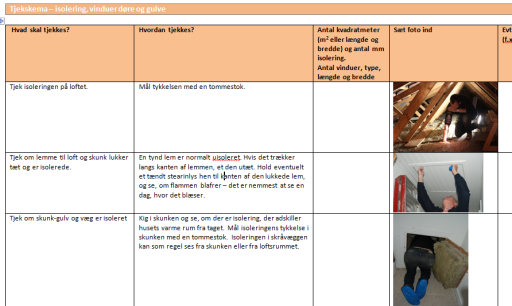 Tjekskema – isolering, vinduer døre og gulve
Hvad skal tjekkes?
Hvordan tjekkes?
Antal kvadratmeter
(m² eller længde og
bredde) og antal mm
isolering.
Antal vinduer, type,
længde og bredde
Sæt foto ind
Evt
(f.x
Tjek isoleringen på loftet.
Mål tykkelsen med en tommestok.
Tjek om lemme til loft og skunk lukker
tæt og er isolerede.
En tynd lem er normalt uisoleret. Hvis det trækker
langs kanten af lemmen, et den utæt. Hold eventuelt
et tændt stearinlys hen til kanten af den lukkede lem,
og se, om flammen blafrer – det er nemmest at se en
dag, hvor det blæser.
Tjek om skunk-gulv og væg er isoleret
Kig i skunken og se, om der er isolering, der adskiller
husets varme rum fra taget. Mål isoleringens tykkelse i
skunken med en tommestok. Isoleringen i skråvæggen
kan som regel ses fra skunken eller fra loftsrummet.